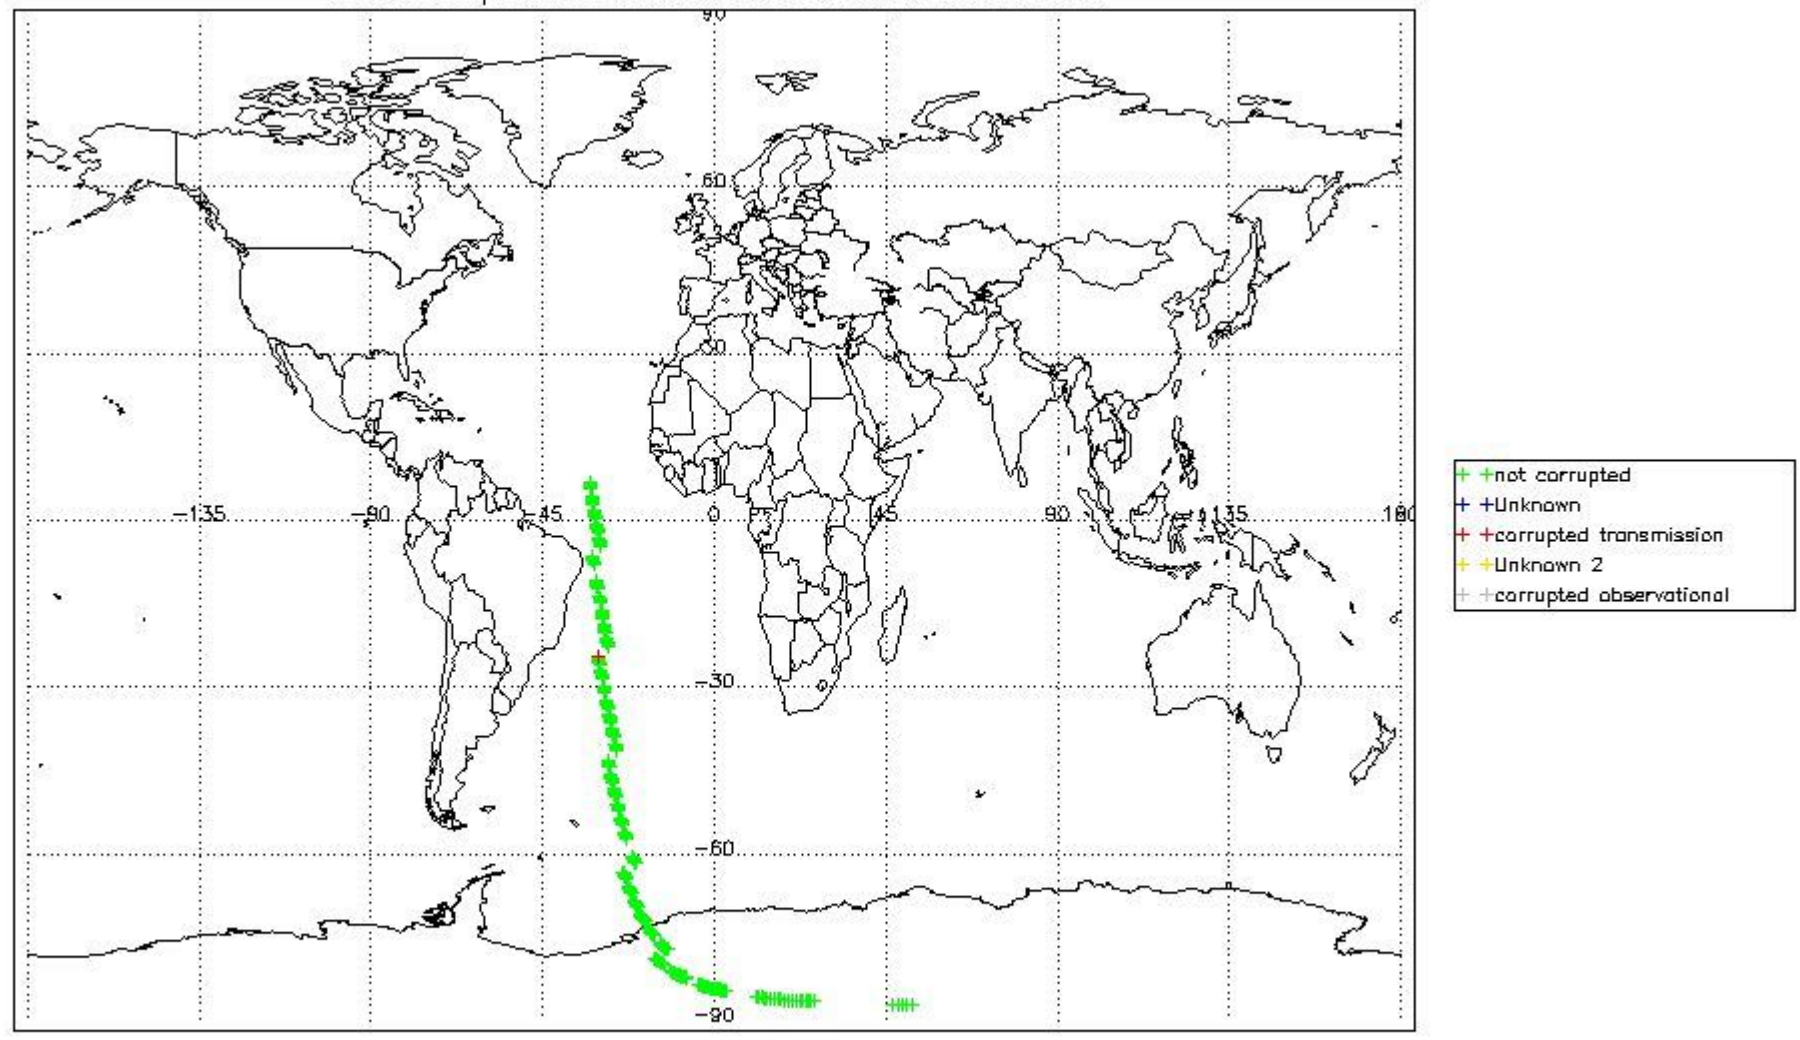 90
60
30
-135
-90
-45
0
45
90
135
180
-30
-60
-90
not corrupted
Unknown
corrupted transmission
Unknown 2
corrupted observational